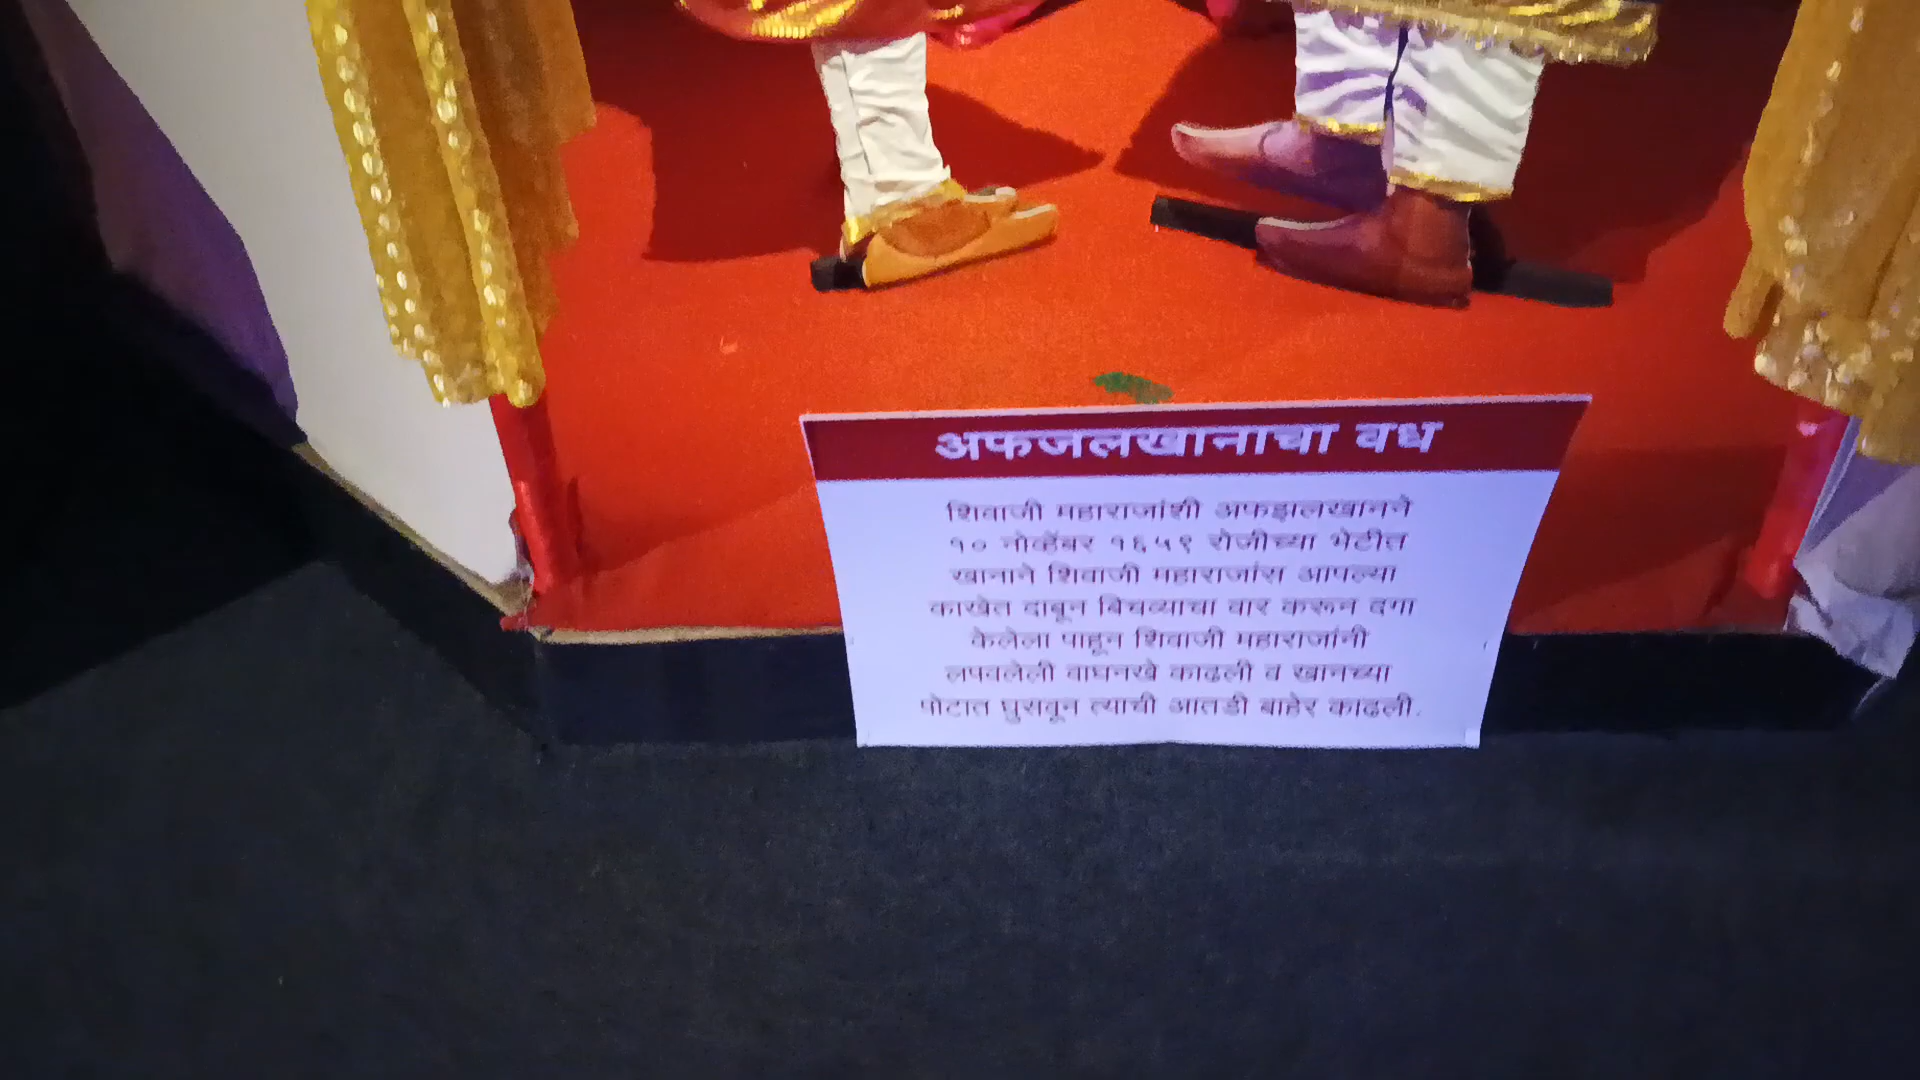 अफजलखानाचा वध
शिवाजी महाराजांशी अफझलखानने
१० नोव्हेंबर १६५९ रोजीच्या भेटीत
खानाने शिवाजी महाराजांस आपल्या
काखेत दाबून बिचव्याचा वार करून दगा
केलेला पाहून शिवाजी महाराजांनी
लपवलेली वाघनखे काढली व खानच्या
पोटात घुसवून त्याची आतडी बाहेर काढली.